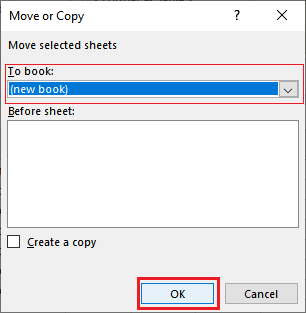 Move or Copy ? ×
Move selected sheets
To book:
(new book)
Before sheet:
Create a copy
OK Cancel